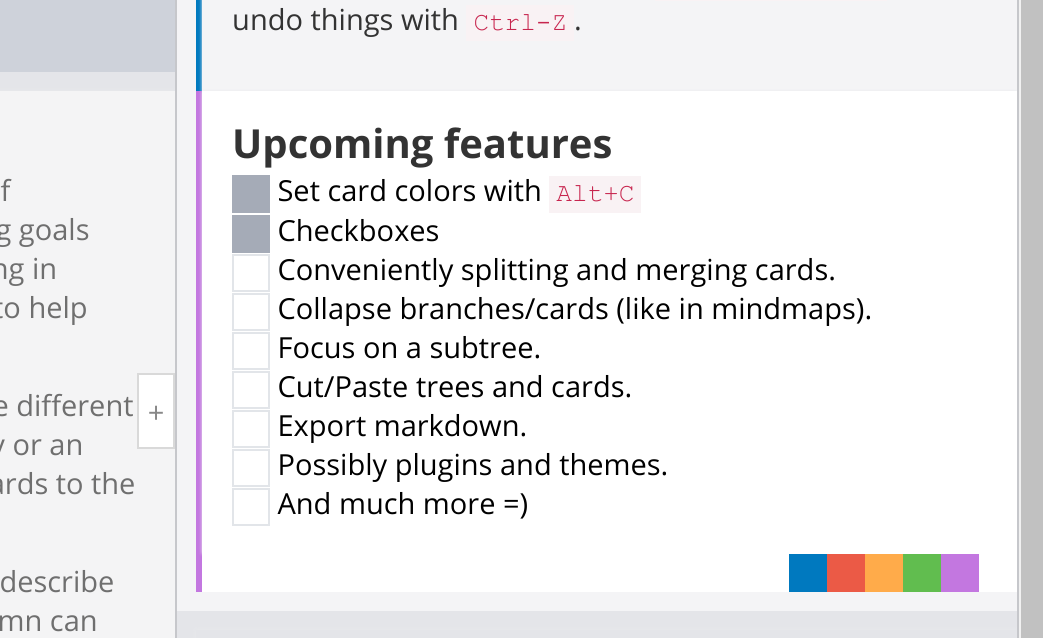 undo things with Ctrl-Z.
Upcoming features
Set card colors with Alt+C
Checkboxes
Conveniently splitting and merging cards.
Collapse branches/cards (like in mindmaps).
Focus on a subtree.
Cut/Paste trees and cards.
Export markdown.
Possibly plugins and themes.
And much more =)
f
g goals
ng in
to help
e different
+
y or an
ards to the
describe
mn can